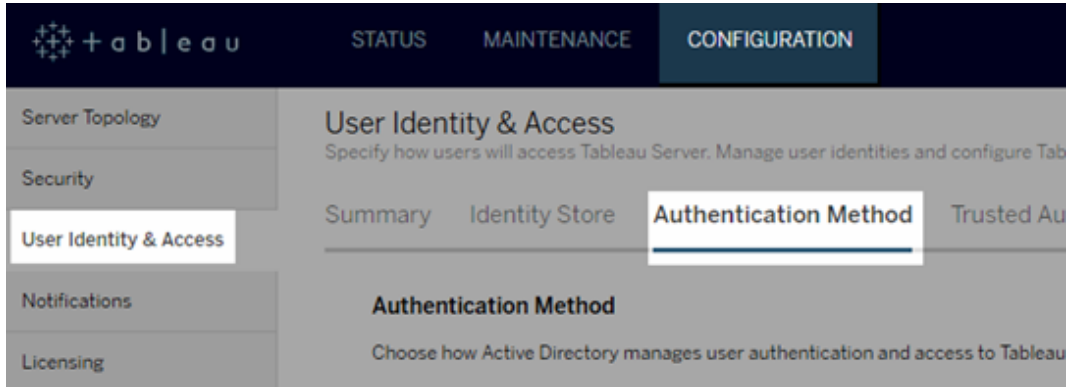 + a b | e a u
STATUS MAINTENANCE CONFIGURATION
Server Topology
Security
User Identity & Access
Notifications
Licensing
User Identity & Access
Specify how users will access Tableau Server. Manage user identities and configure Tab
Summary Identity Store Authentication Method Trusted Au
Authentication Method
Choose how Active Directory manages user authentication and access to Tableau